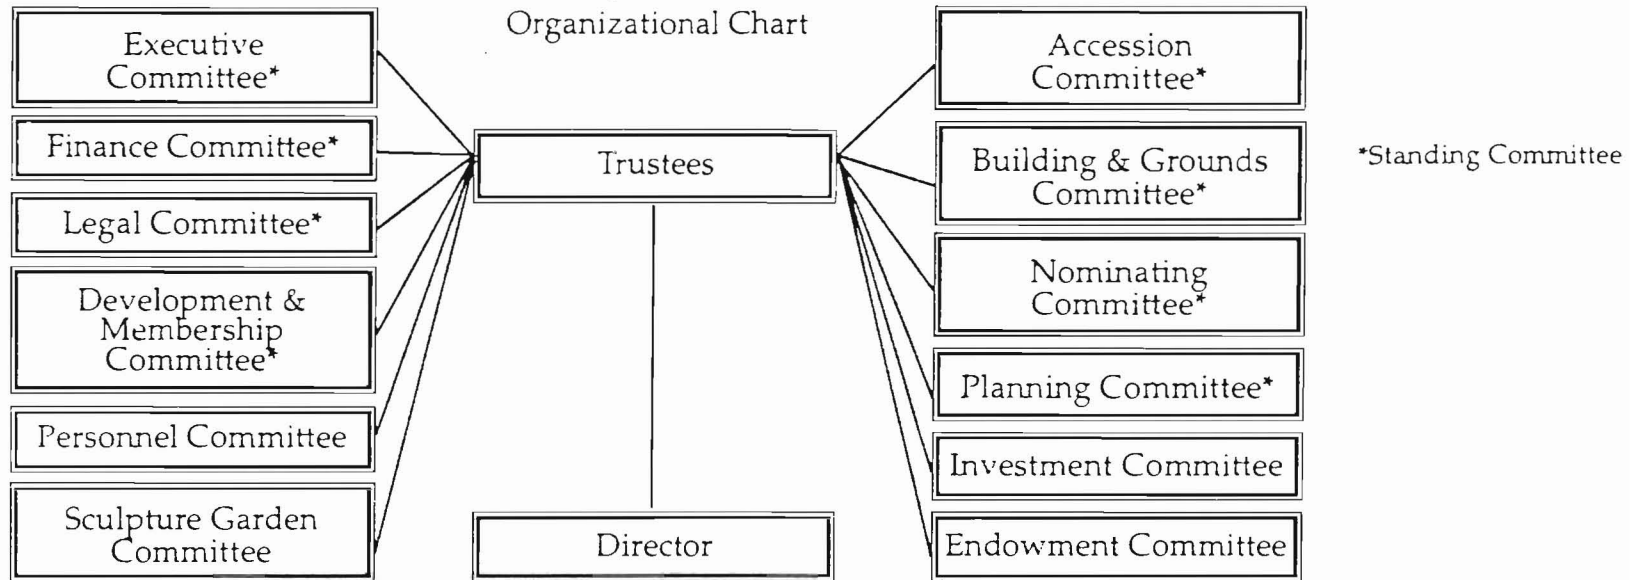 Organizational Chart
Executive
Committee*
Finance Committee*
Legal Committee*
Development &
Membership
Committee*
Personnel Committee
Sculpture Garden
Committee
Trustees
Director
Accession
Committee*
Building & Grounds
Committee*
Nominating
Committee*
Planning Committee*
Investment Committee
Endowment Committee
*Standing Committee